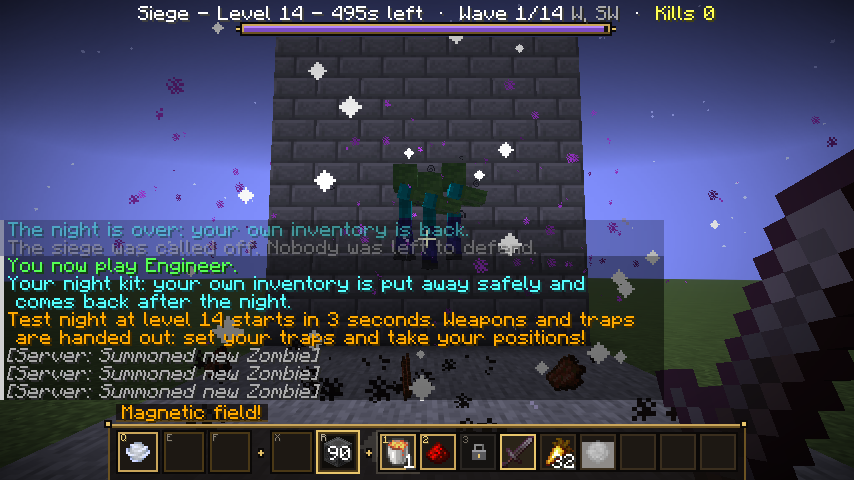 Siege - Level 14 - 495s left · Wave 1/14 W, SW · Kills 0
The night is over: your own inventory is back.
The siege was called off. Nobody was left to defend.
You now play Engineer.
Your night kit: your own inventory is put away safely and
comes back after the night.
Test night at level 14 starts in 3 seconds. Weapons and traps
are handed out: set your traps and take your positions!
[Server: Summoned new Zombie]
[Server: Summoned new Zombie]
[Server: Summoned new Zombie]
Magnetic field!
Q E F X R 90 1 1 2 3 32